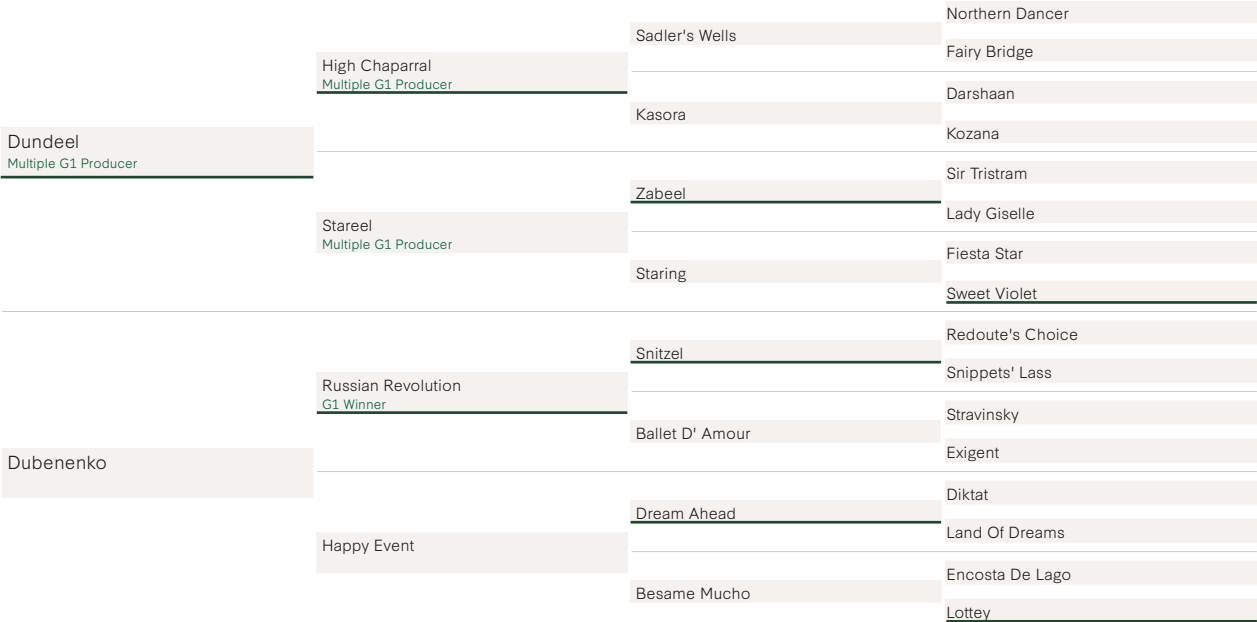 Dundeel
Multiple G1 Producer
High Chaparral
Multiple G1 Producer
Sadler's Wells
Northern Dancer
Fairy Bridge
Kasora
Darshaan
Kozana
Stareel
Multiple G1 Producer
Zabeel
Sir Tristram
Lady Giselle
Staring
Fiesta Star
Sweet Violet
Dubenenko
Russian Revolution
G1 Winner
Snitzel
Redoute's Choice
Snippets' Lass
Ballet D' Amour
Stravinsky
Exigent
Happy Event
Dream Ahead
Diktat
Land Of Dreams
Besame Mucho
Encosta De Lago
Lottey